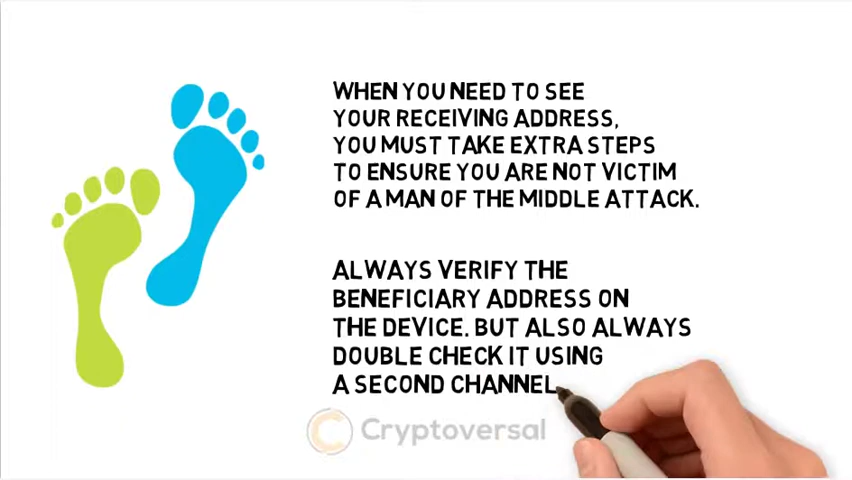 WHEN YOU NEED TO SEE
YOUR RECEIVING ADDRESS,
YOU MUST TAKE EXTRA STEPS
TO ENSURE YOU ARE NOT VICTIM
OF A MAN OF THE MIDDLE ATTACK.
ALWAYS VERIFY THE
BENEFICIARY ADDRESS ON
THE DEVICE. BUT ALSO ALWAYS
DOUBLE CHECK IT USING
A SECOND CHANNEL
Cryptoversal